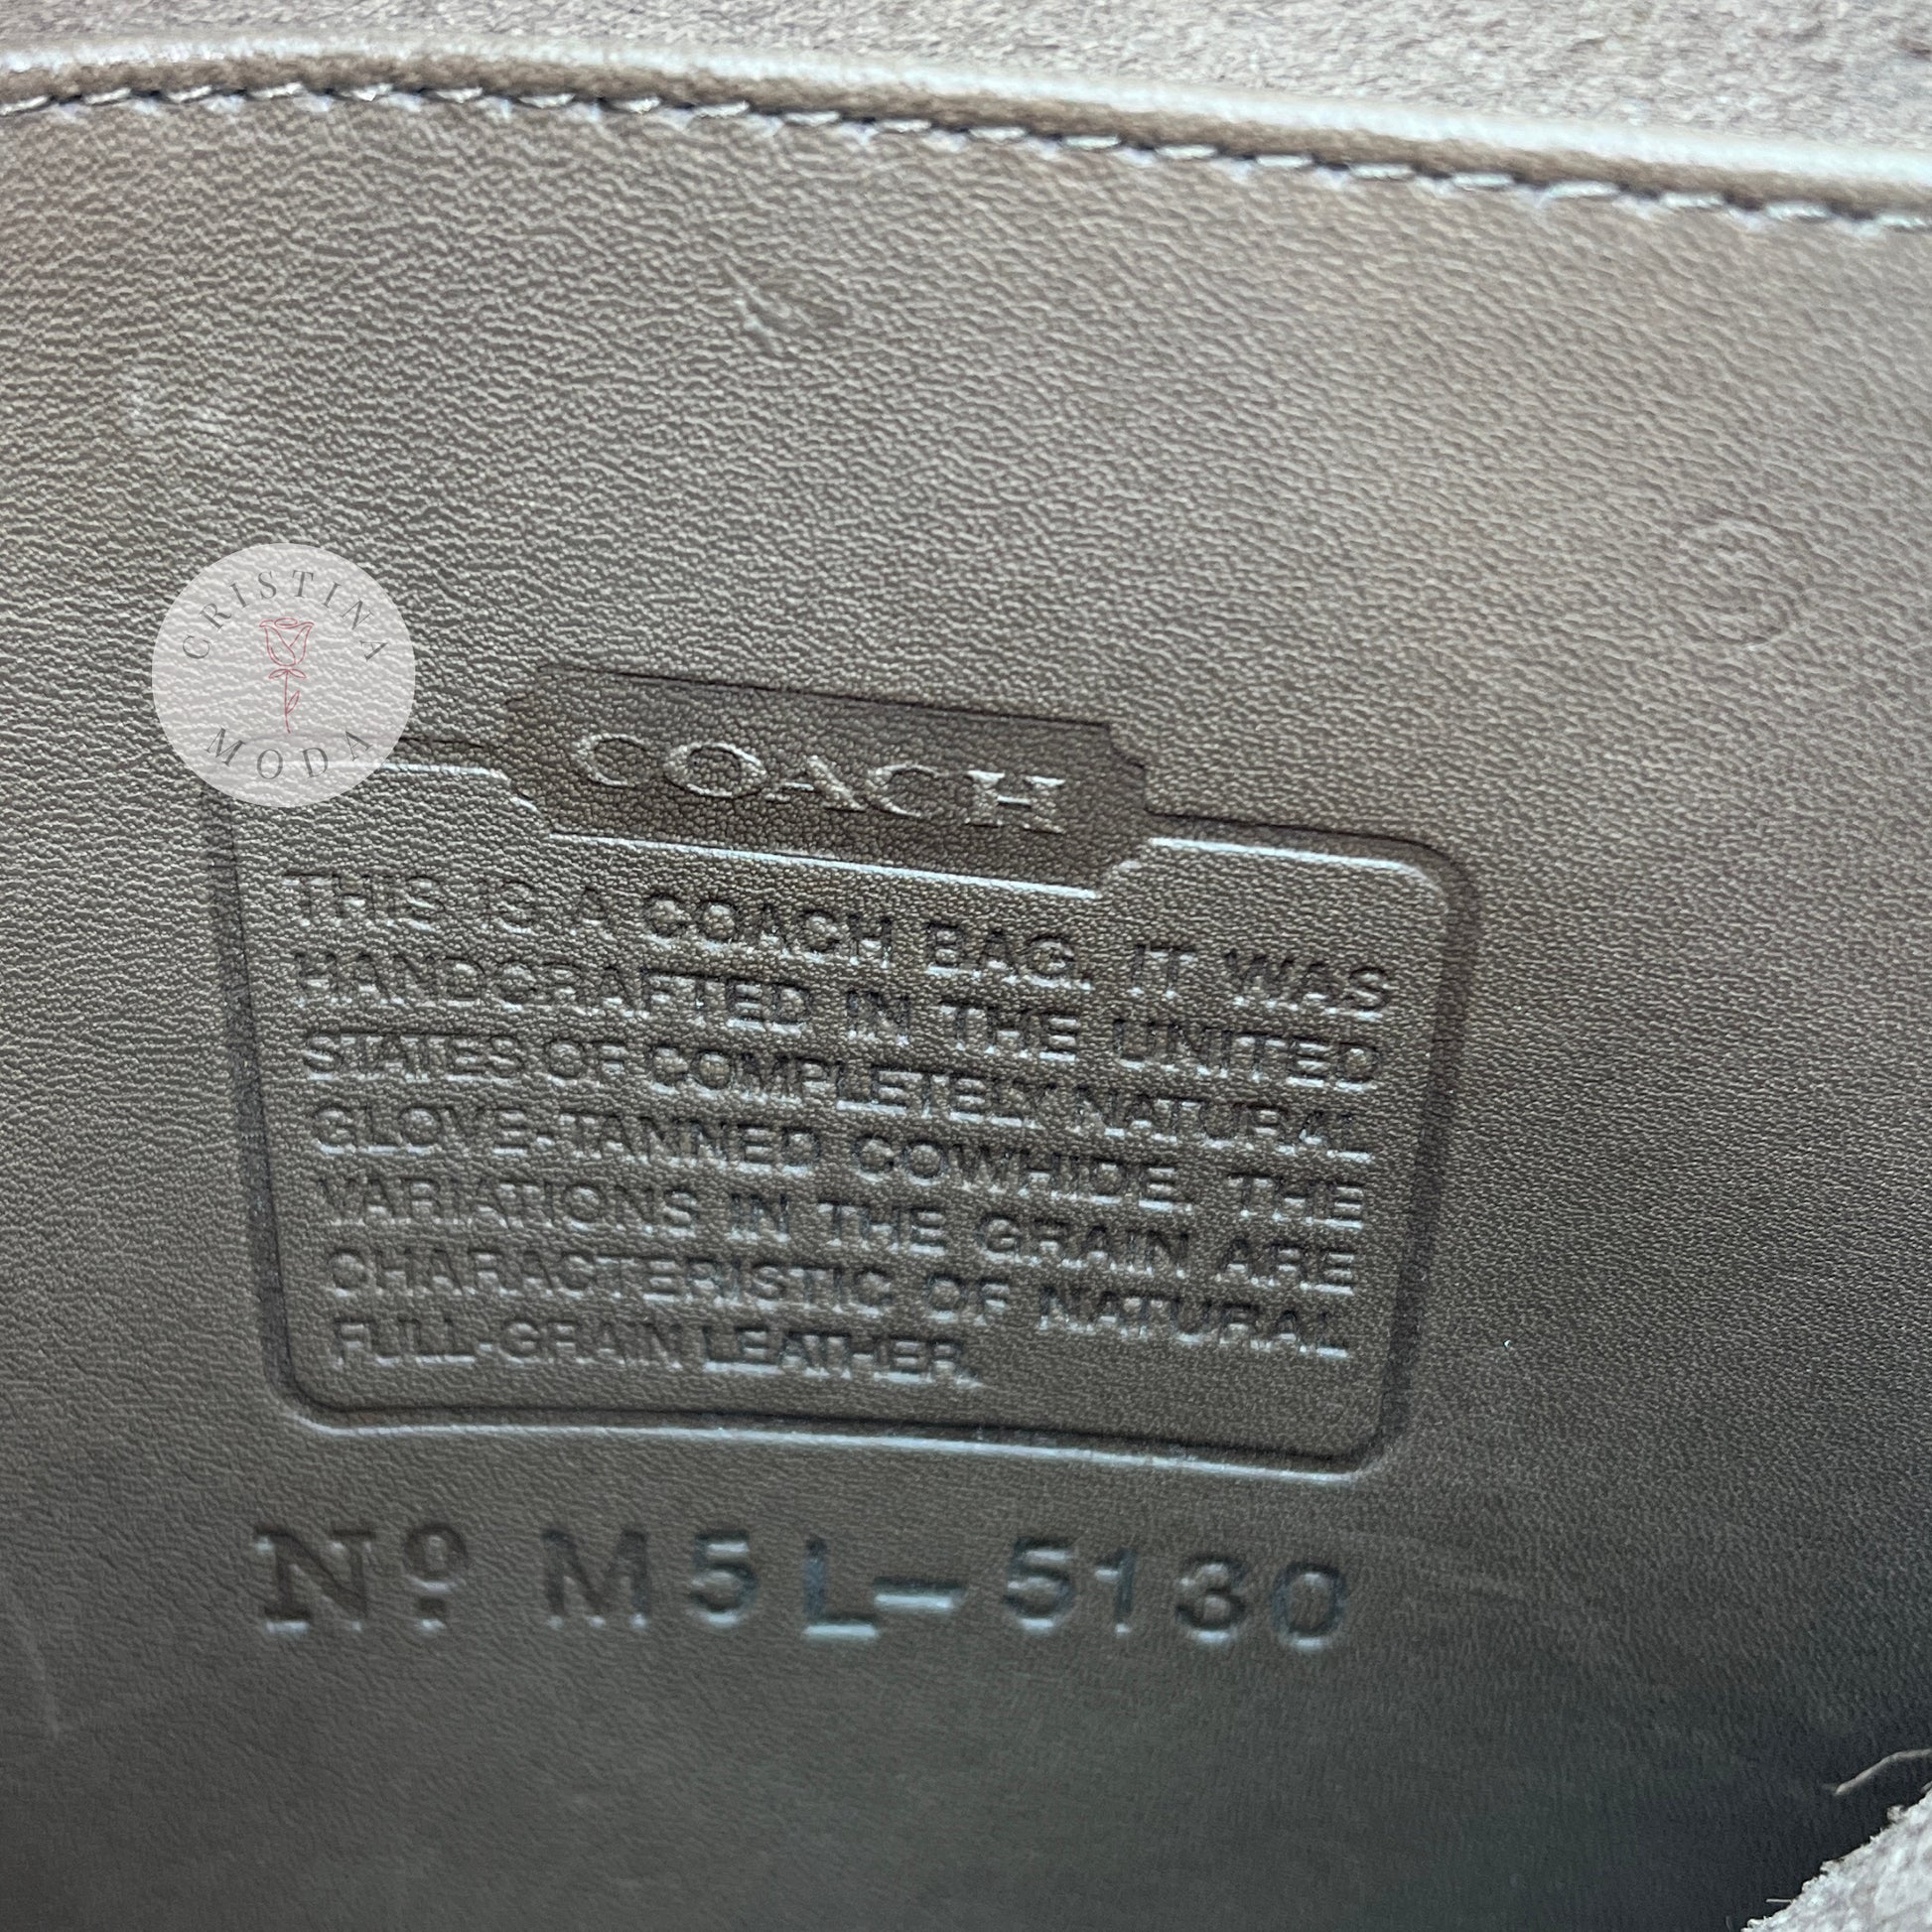 CRISTINA
MODA
COACH
THIS IS A COACH BAG. IT WAS
HANDCRAFTED IN THE UNITED
STATES OF COMPLETELY NATURAL
GLOVE-TANNED COWHIDE. THE
VARIATIONS IN THE GRAIN ARE
CHARACTERISTIC OF NATURAL
FULL-GRAIN LEATHER.
Nº M5L-5130